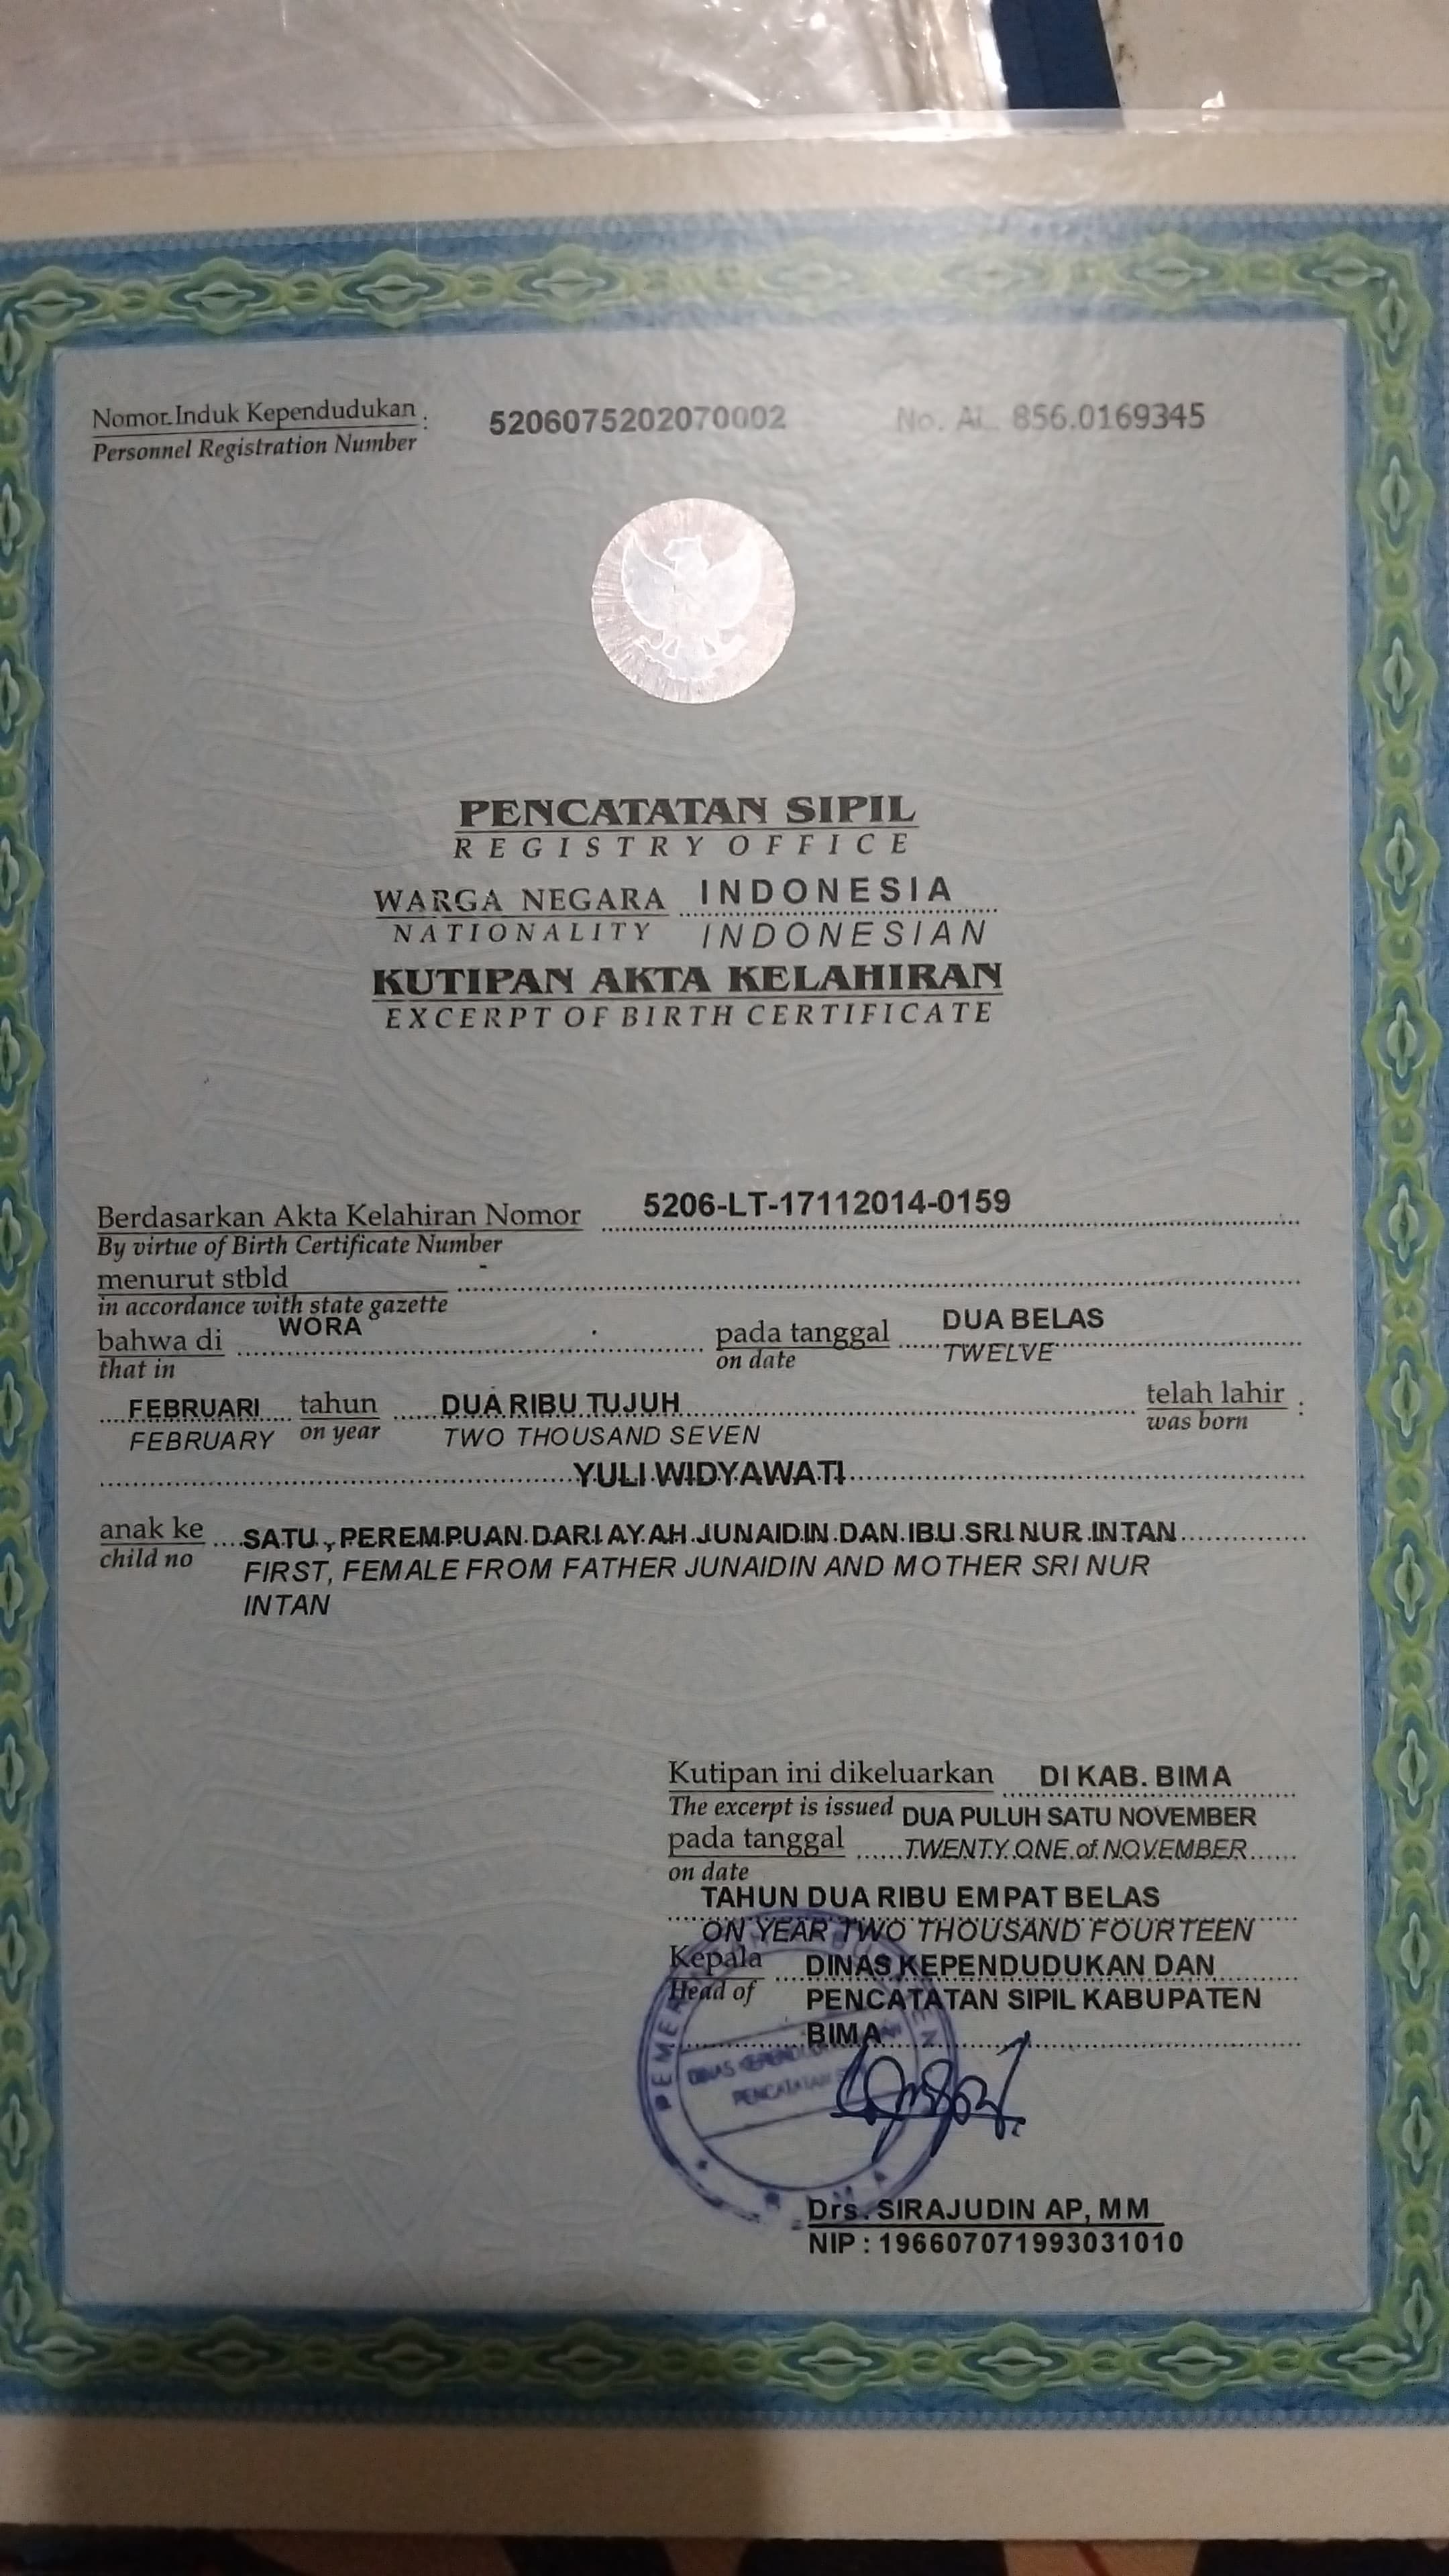 Nomor Induk Kependudukan : 5206075202070002 No. AL 856.0169345
Personnel Registration Number
PENCATATAN SIPIL
REGISTRY OFFICE
WARGA NEGARA INDONESIA
NATIONALITY INDONESIAN
KUTIPAN AKTA KELAHIRAN
EXCERPT OF BIRTH CERTIFICATE
Berdasarkan Akta Kelahiran Nomor 5206-LT-17112014-0159
By virtue of Birth Certificate Number
menurut stbld -
in accordance with state gazette
bahwa di WORA pada tanggal DUA BELAS
that in on date TWELVE
FEBRUARI tahun DUA RIBU TUJUH telah lahir :
FEBRUARY on year TWO THOUSAND SEVEN was born
YULI WIDYAWATI
anak ke SATU , PEREMPUAN DARI AYAH JUNAIDIN DAN IBU SRI NUR INTAN
child no FIRST, FEMALE FROM FATHER JUNAIDIN AND MOTHER SRI NUR
INTAN
Kutipan ini dikeluarkan DI KAB. BIMA
The excerpt is issued DUA PULUH SATU NOVEMBER
pada tanggal TWENTY ONE of NOVEMBER
on date
TAHUN DUA RIBU EMPAT BELAS
ON YEAR TWO THOUSAND FOURTEEN
Kepala DINAS KEPENDUDUKAN DAN
Head of PENCATATAN SIPIL KABUPATEN
BIMA
Drs. SIRAJUDIN AP, MM
NIP : 196607071993031010